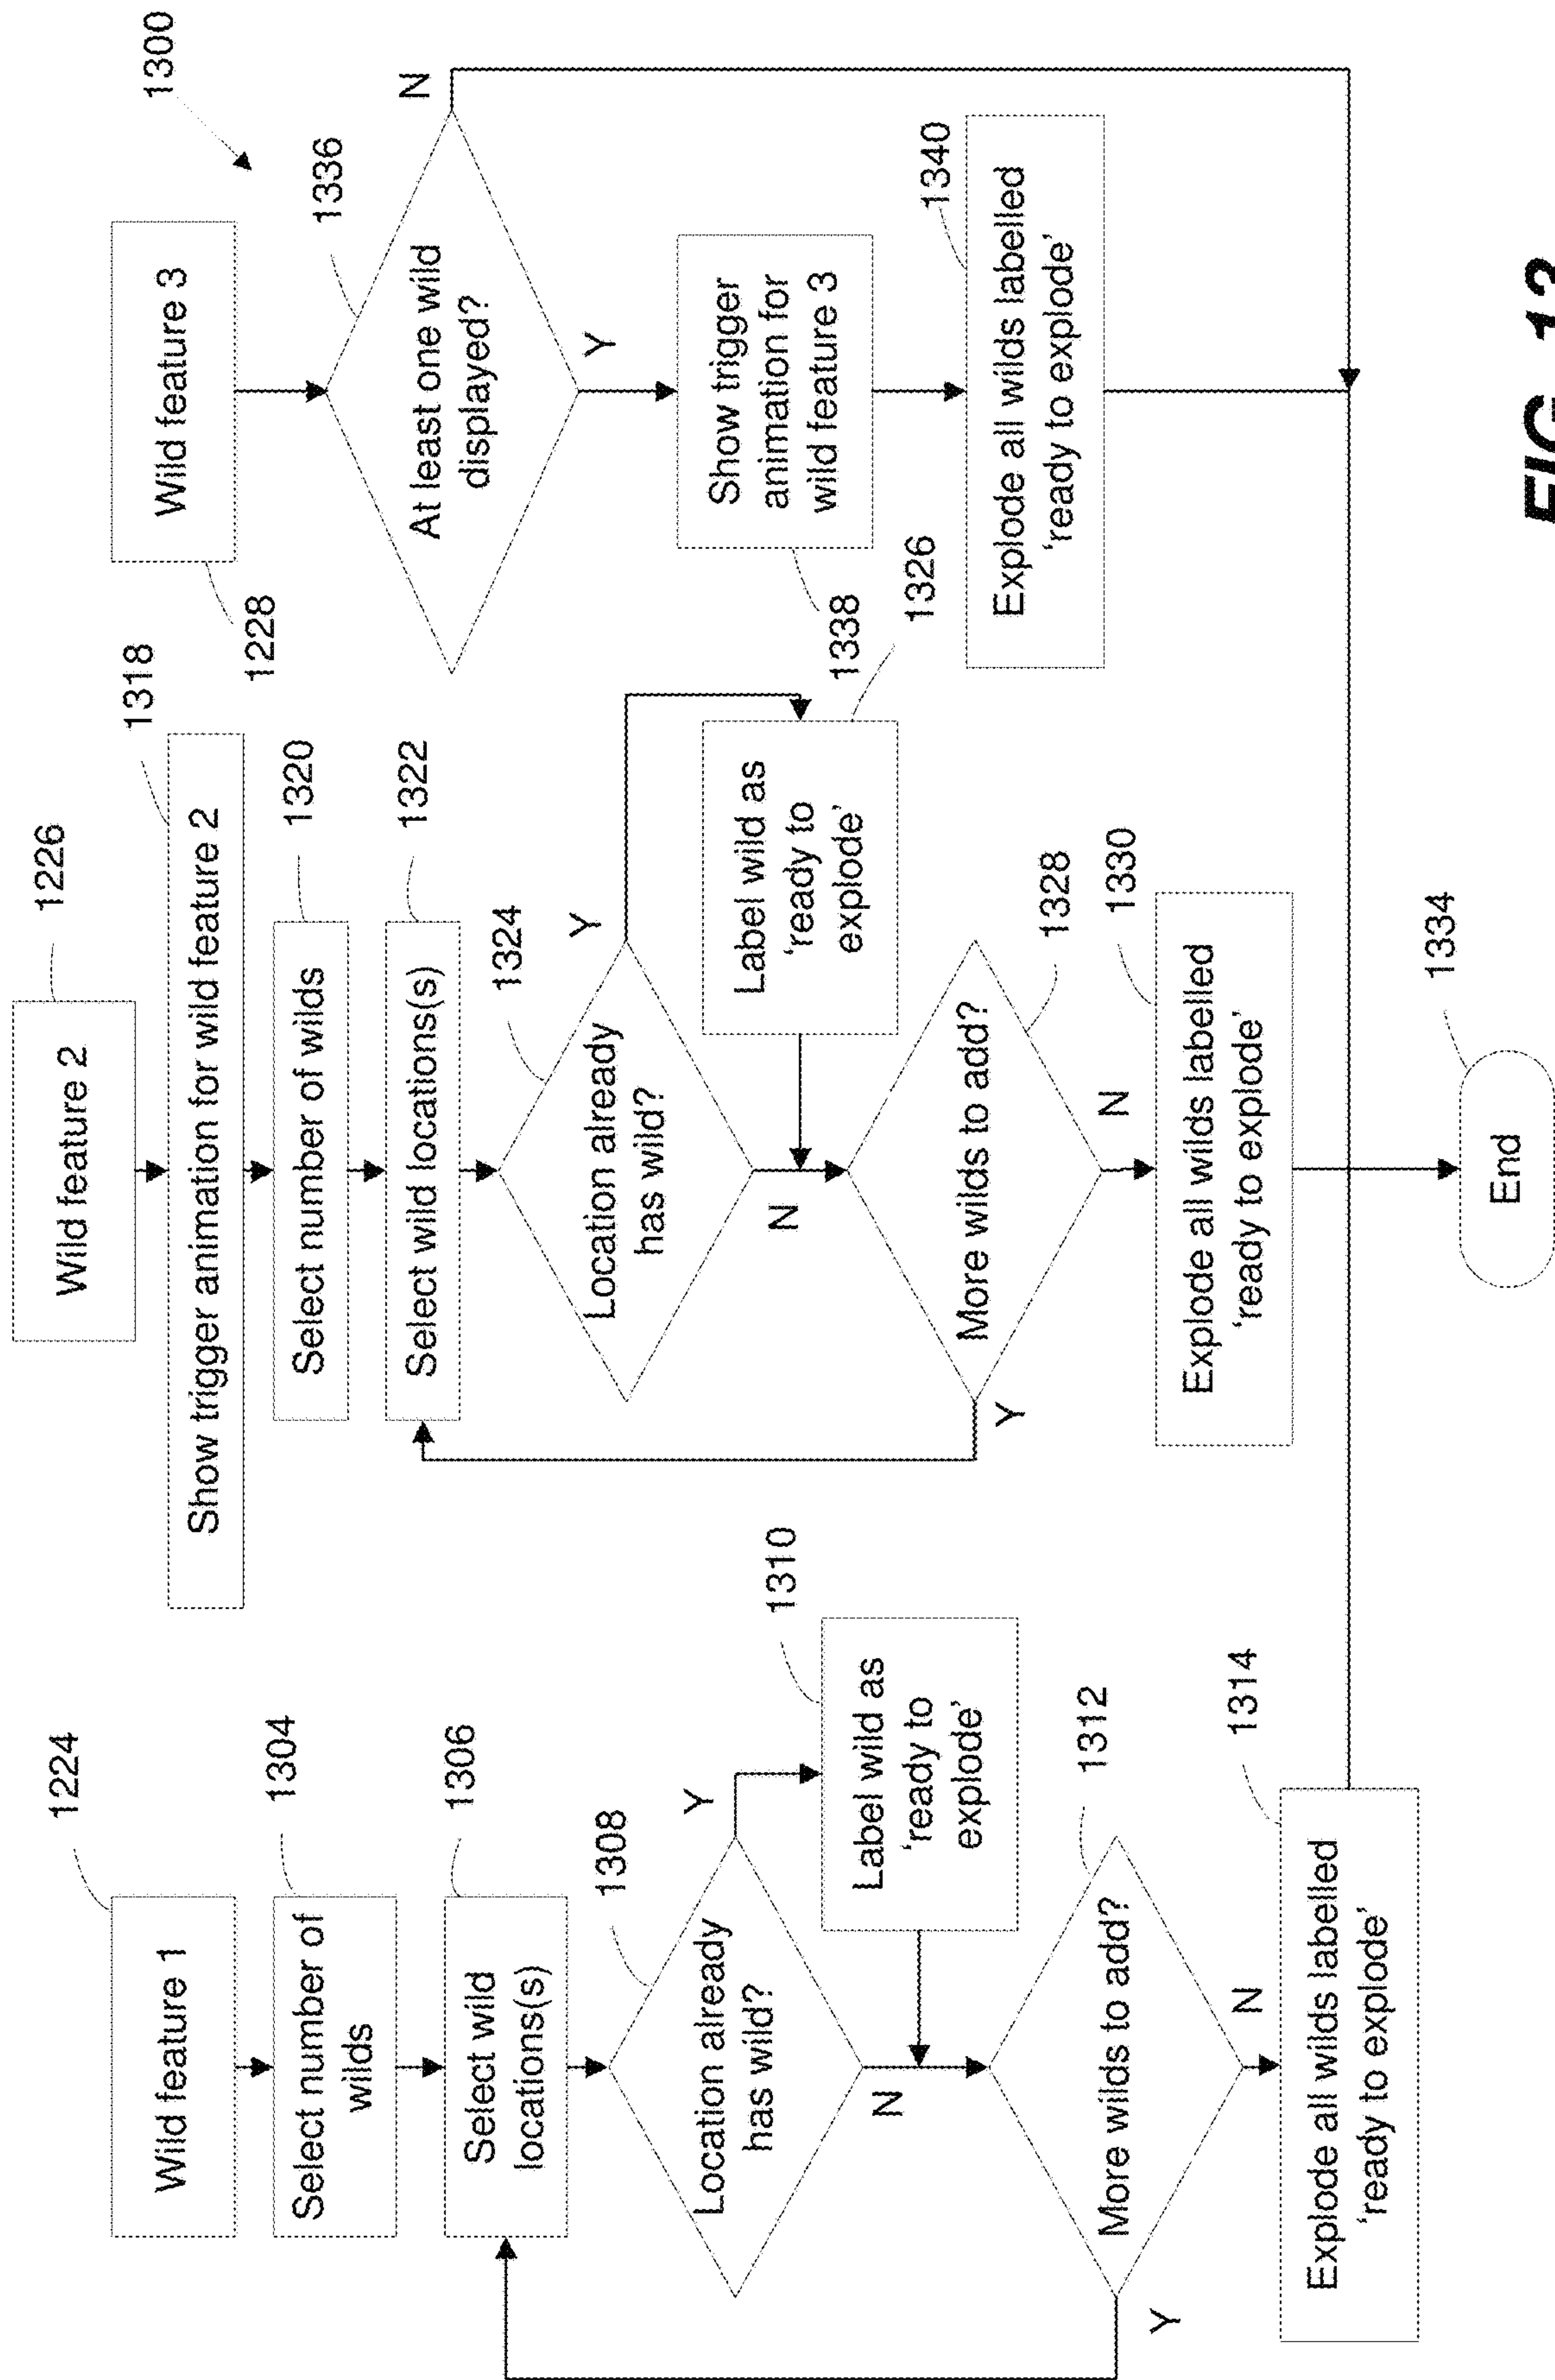 1300
1224
Wild feature 1
1304
Select number of
wilds
1306
Select wild
locations(s)
1308
Location already
has wild?
Y
N
1310
Label wild as
‘ready to
explode’
1312
More wilds to add?
Y
N
1314
Explode all wilds labelled
‘ready to explode’
1226
Wild feature 2
1318
Show trigger animation for wild feature 2
1320
Select number of wilds
1322
Select wild locations(s)
1324
Location already
has wild?
Y
N
1326
Label wild as
‘ready to
explode’
More wilds to add?
1328
Y
N
1330
Explode all wilds labelled
‘ready to explode’
1334
End
Wild feature 3
1228
1336
At least one wild
displayed?
N
Y
Show trigger
animation for
wild feature 3
1338
1340
Explode all wilds labelled
‘ready to explode’
FIG. 13